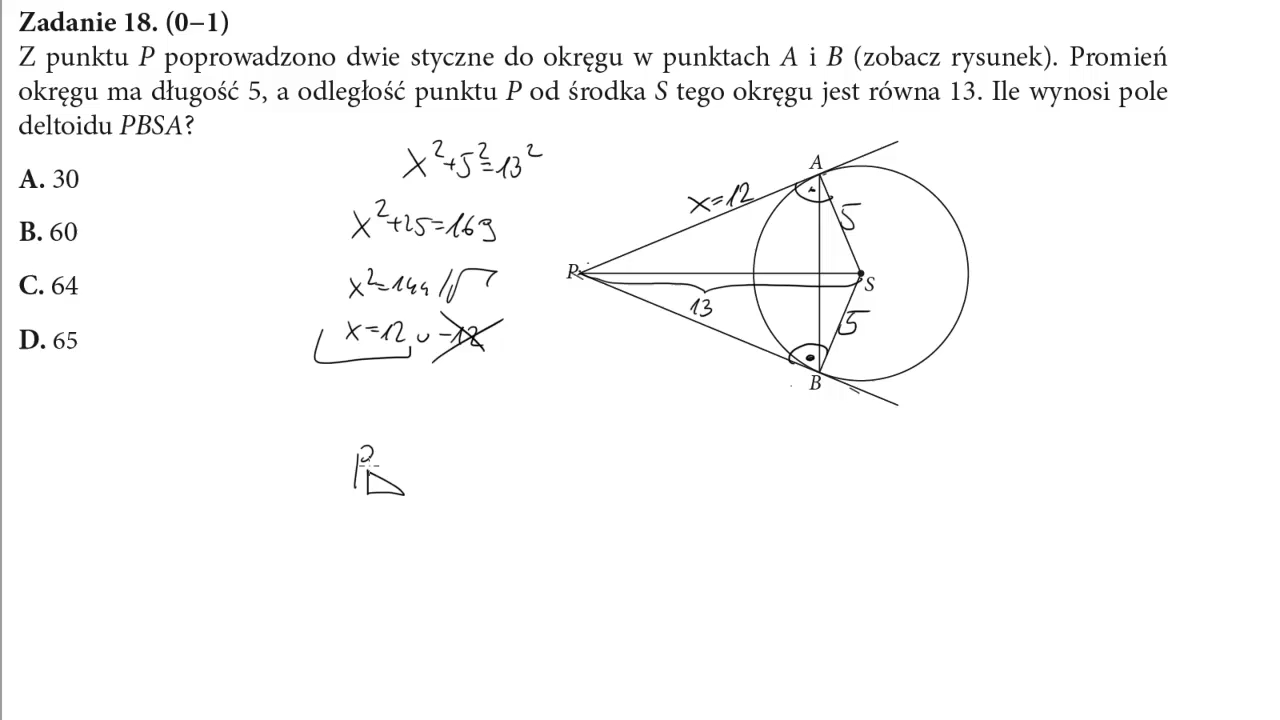 Zadanie 18. (0–1)
Z punktu P poprowadzono dwie styczne do okręgu w punktach A i B (zobacz rysunek). Promień
okręgu ma długość 5, a odległość punktu P od środka S tego okręgu jest równa 13. Ile wynosi pole
deltoidu PBSA?
A. 30
B. 60
C. 64
D. 65
x²+5²=13²
x²+25=169
x²=144 /√
x=12 ∪ -12
P
A
x=12
5
P
S
13
5
B